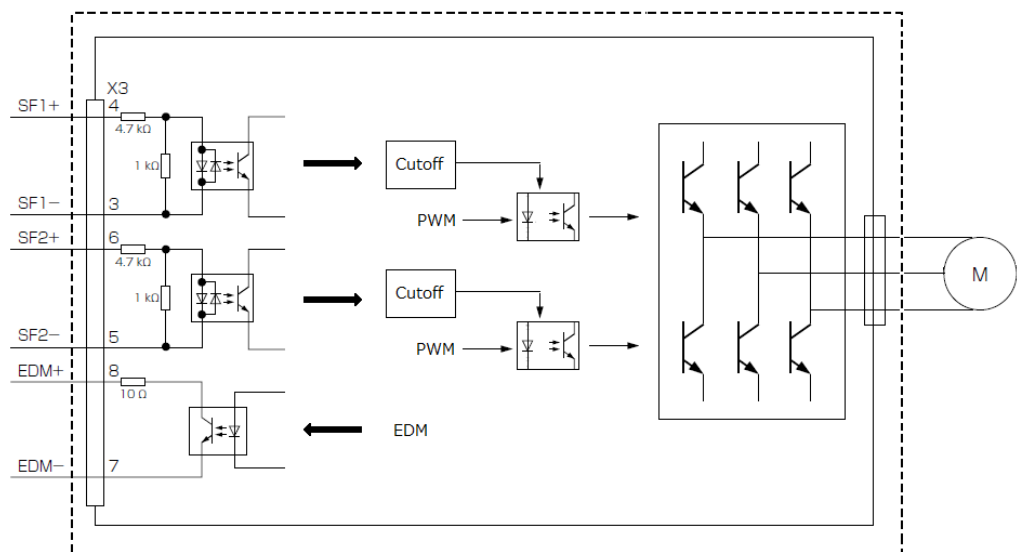 X3
SF1+ 4
4.7 kΩ
1 kΩ
Cutoff
SF1− 3
PWM
SF2+ 6
4.7 kΩ
M
1 kΩ
Cutoff
SF2− 5
PWM
EDM+ 8
10 Ω
EDM
EDM− 7